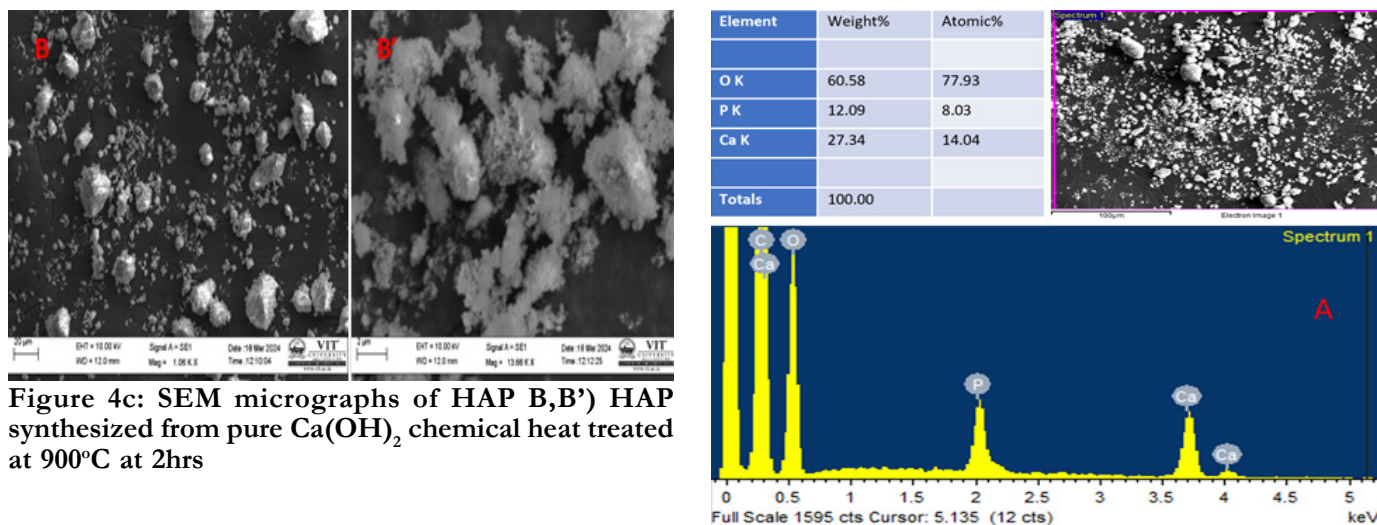 B
B'
20 µm
EHT = 10.00 kV
Signal A = SE1
Date :18 Mar 2024
WD = 12.0 mm
Mag = 1.06 K X
Time :12:10:04
VIT
2 µm
EHT = 10.00 kV
Signal A = SE1
Date :18 Mar 2024
WD = 12.0 mm
Mag = 13.66 K X
Time :12:12:25
VIT
Figure 4c: SEM micrographs of HAP B,B’) HAP
synthesized from pure Ca(OH)₂ chemical heat treated
at 900°C at 2hrs
Element Weight% Atomic%
O K 60.58 77.93
P K 12.09 8.03
Ca K 27.34 14.04
Totals 100.00
Spectrum 1
100µm
Electron Image 1
Spectrum 1
C
O
Ca
A
P
Ca
Ca
0 0.5 1 1.5 2 2.5 3 3.5 4 4.5 5
Full Scale 1595 cts Cursor: 5.135 (12 cts)
keV